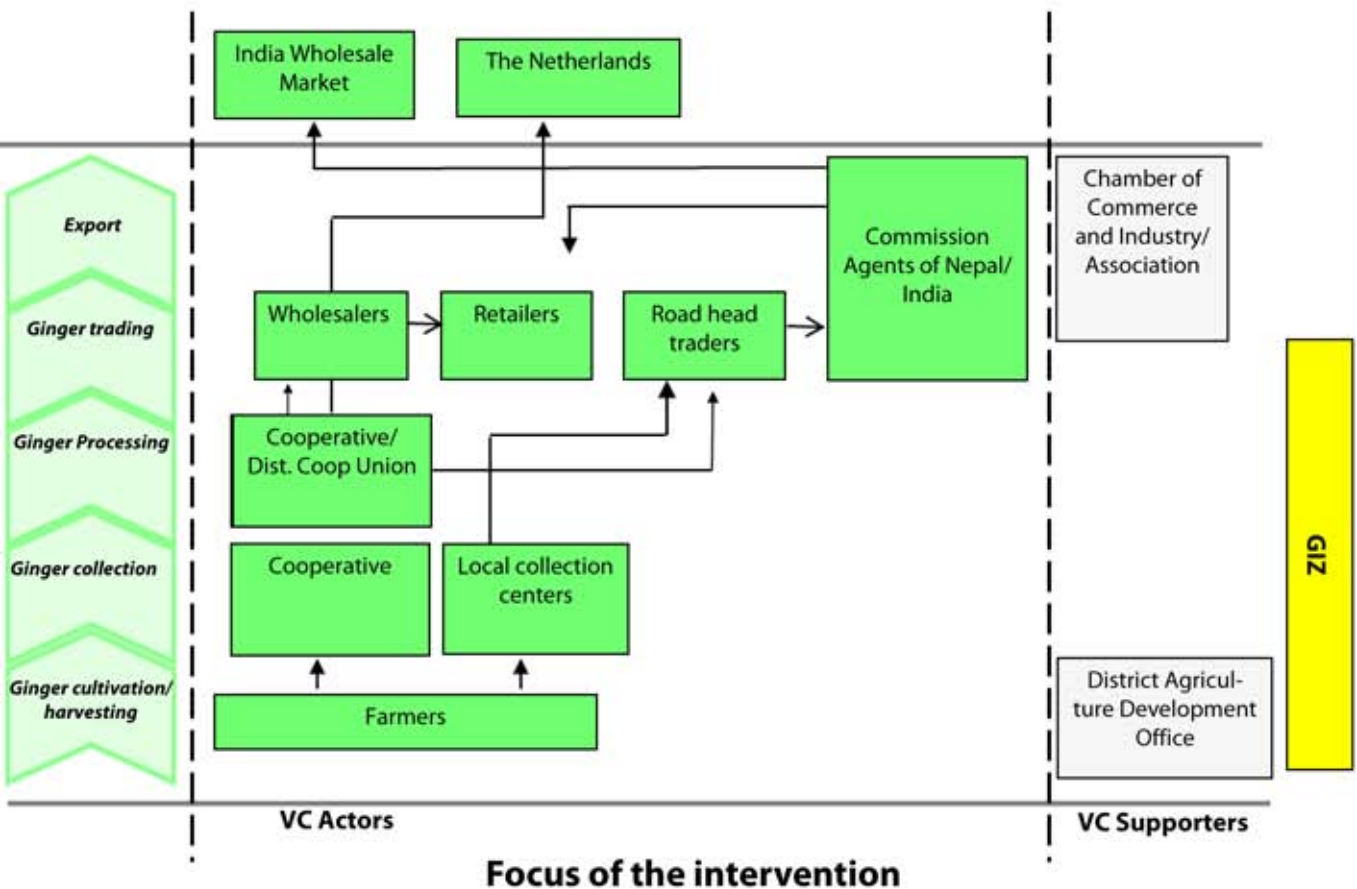 India Wholesale
Market
The Netherlands
Export
Ginger trading
Ginger Processing
Ginger collection
Ginger cultivation/
harvesting
Commission
Agents of Nepal/
India
Wholesalers
Retailers
Road head
traders
Cooperative/
Dist. Coop Union
Cooperative
Local collection
centers
Farmers
Chamber of
Commerce
and Industry/
Association
District Agricul-
ture Development
Office
GIZ
VC Actors
VC Supporters
Focus of the intervention